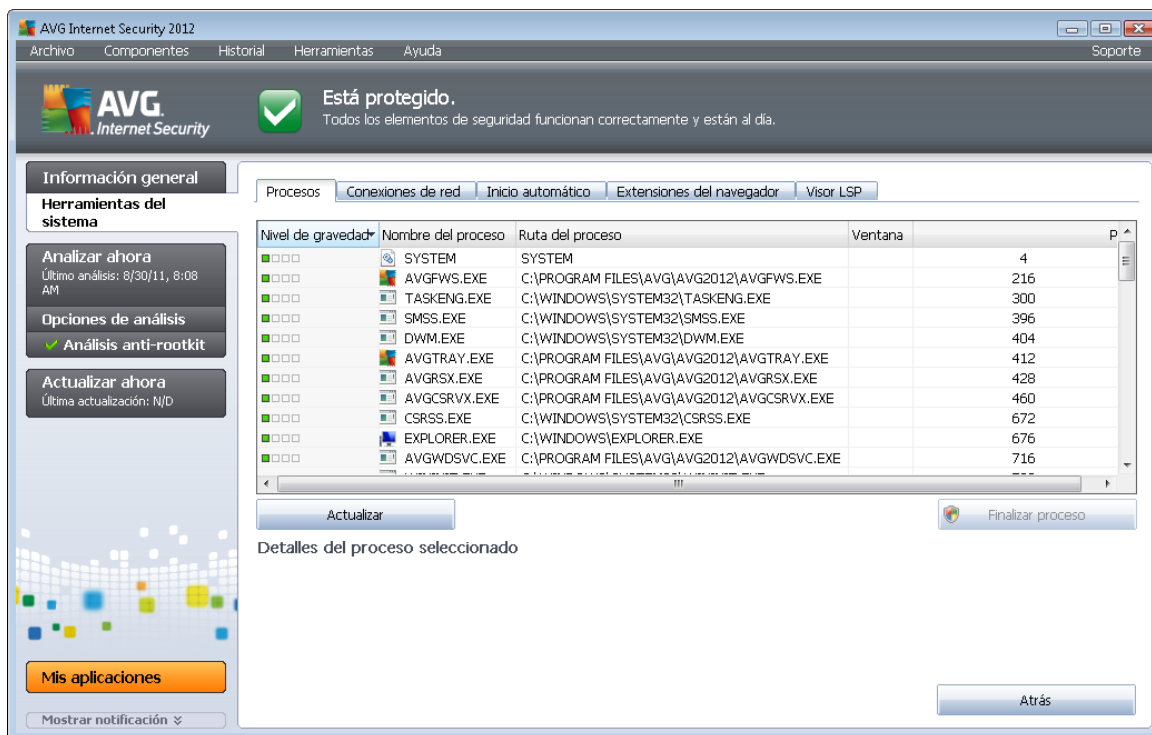 AVG Internet Security 2012
Archivo Componentes Historial Herramientas Ayuda Soporte
AVG.
Internet Security
Está protegido.
Todos los elementos de seguridad funcionan correctamente y están al día.
Información general
Herramientas del
sistema
Analizar ahora
Último análisis: 8/30/11, 8:08
AM
Opciones de análisis
Análisis anti-rootkit
Actualizar ahora
Última actualización: N/D
Mis aplicaciones
Mostrar notificación
Procesos Conexiones de red Inicio automático Extensiones del navegador Visor LSP
Nivel de gravedad Nombre del proceso Ruta del proceso Ventana P
SYSTEM SYSTEM 4
AVGFWS.EXE C:\PROGRAM FILES\AVG\AVG2012\AVGFWS.EXE 216
TASKENG.EXE C:\WINDOWS\SYSTEM32\TASKENG.EXE 300
SMSS.EXE C:\WINDOWS\SYSTEM32\SMSS.EXE 396
DWM.EXE C:\WINDOWS\SYSTEM32\DWM.EXE 404
AVGTRAY.EXE C:\PROGRAM FILES\AVG\AVG2012\AVGTRAY.EXE 412
AVGRSX.EXE C:\PROGRAM FILES\AVG\AVG2012\AVGRSX.EXE 428
AVGCSRVX.EXE C:\PROGRAM FILES\AVG\AVG2012\AVGCSRVX.EXE 460
CSRSS.EXE C:\WINDOWS\SYSTEM32\CSRSS.EXE 672
EXPLORER.EXE C:\WINDOWS\EXPLORER.EXE 676
AVGWDSVC.EXE C:\PROGRAM FILES\AVG\AVG2012\AVGWDSVC.EXE 716
Actualizar Finalizar proceso
Detalles del proceso seleccionado
Atrás